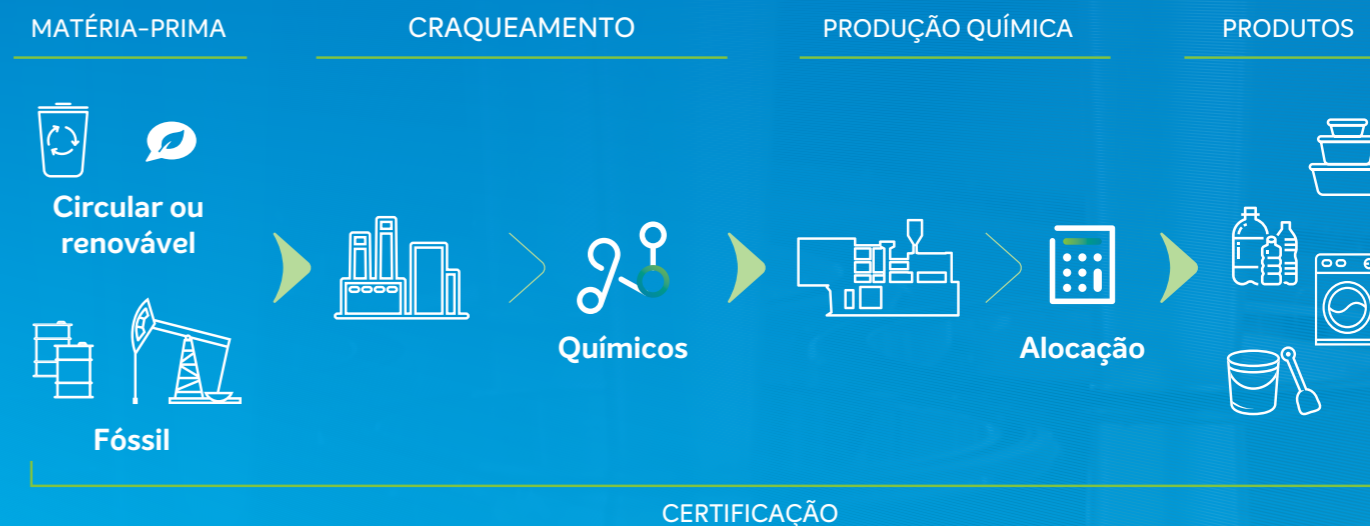 MATÉRIA-PRIMA
CRAQUEAMENTO
PRODUÇÃO QUÍMICA
PRODUTOS
Circular ou
renovável
Químicos
Alocação
Fóssil
CERTIFICAÇÃO